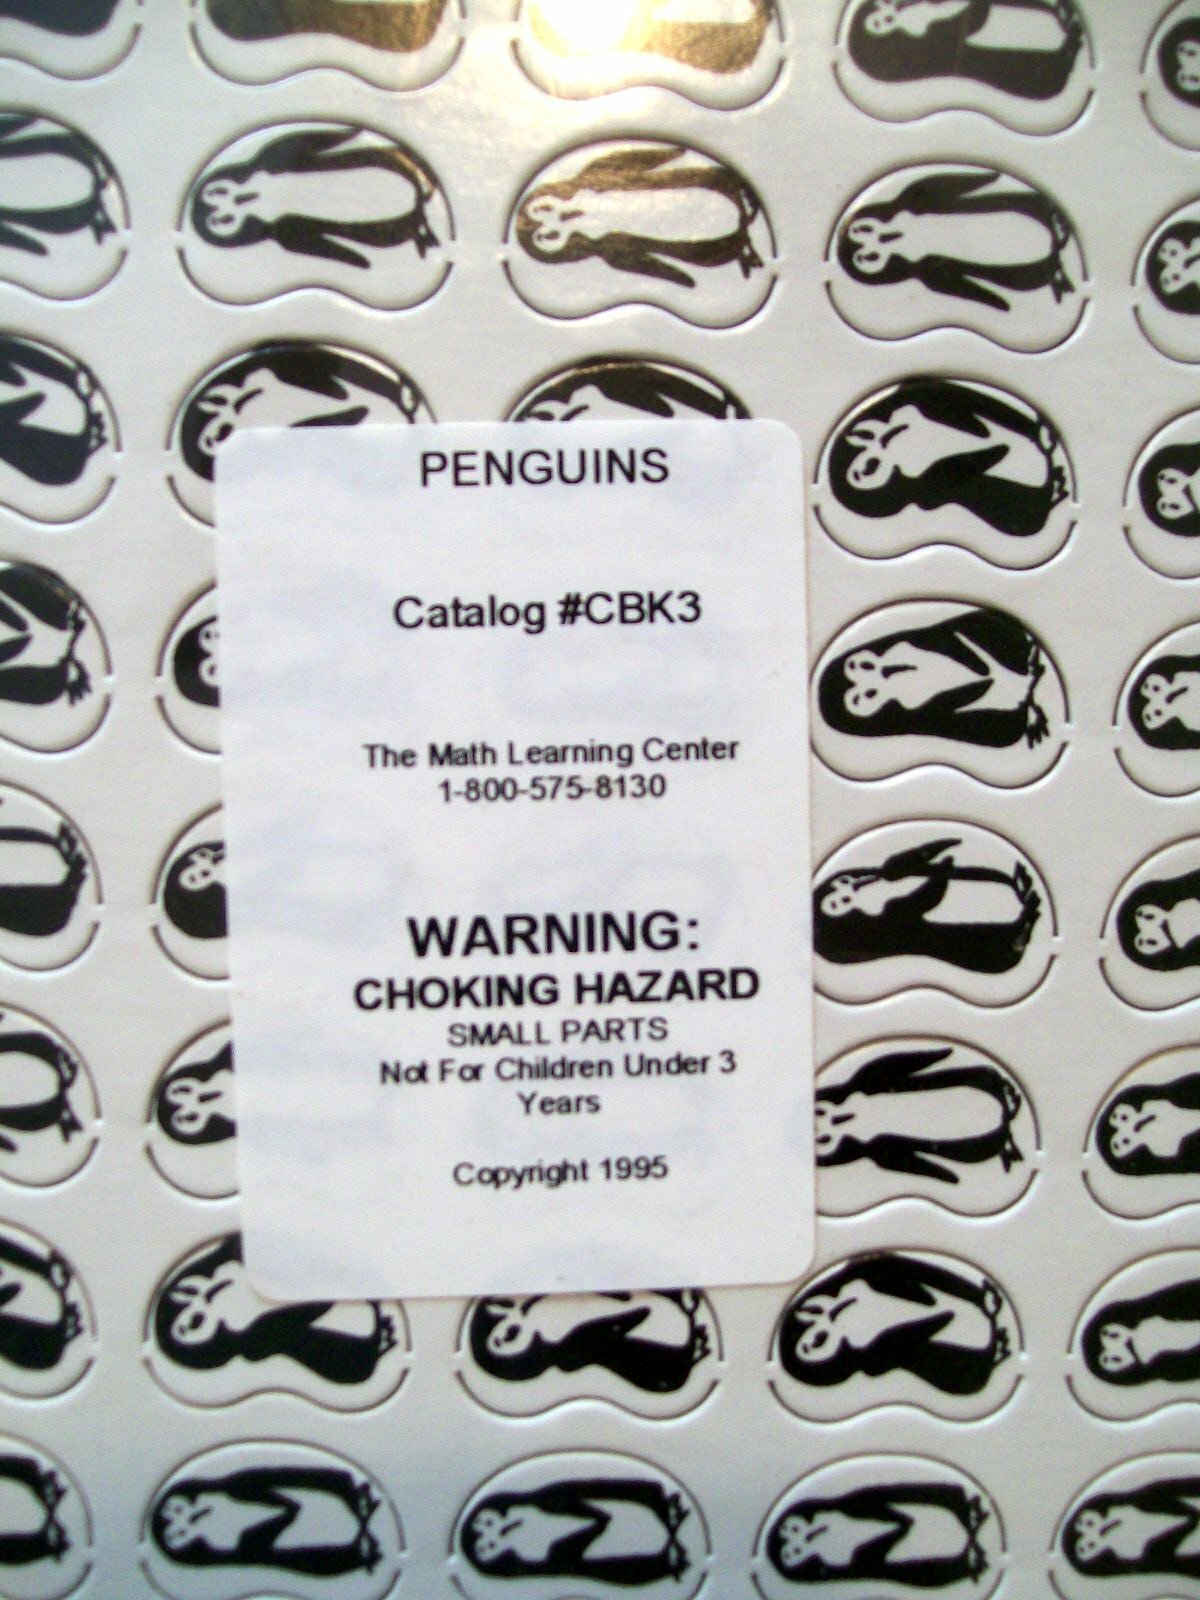 PENGUINS
Catalog #CBK3
The Math Learning Center
1-800-575-8130
WARNING:
CHOKING HAZARD
SMALL PARTS
Not For Children Under 3
Years
Copyright 1995